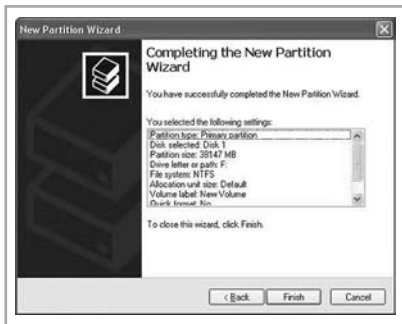 New Partition Wizard
Completing the New Partition
Wizard
You have successfully completed the New Partition Wizard.
You selected the following settings:
Partition type: Primary partition
Disk selected: Disk 1
Partition size: 38147 MB
Drive letter or path: F:
File system: NTFS
Allocation unit size: Default
Volume label: New Volume
Quick format: No
To close this wizard, click Finish.
< Back
Finish
Cancel